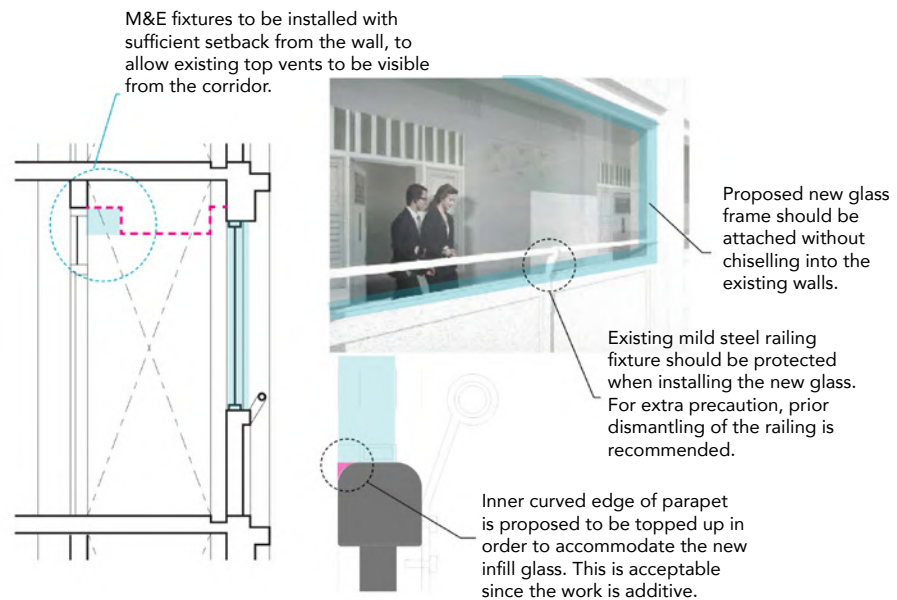 M&E fixtures to be installed with
sufficient setback from the wall, to
allow existing top vents to be visible
from the corridor.
Proposed new glass
frame should be
attached without
chiselling into the
existing walls.
Existing mild steel railing
fixture should be protected
when installing the new glass.
For extra precaution, prior
dismantling of the railing is
recommended.
Inner curved edge of parapet
is proposed to be topped up in
order to accommodate the new
infill glass. This is acceptable
since the work is additive.